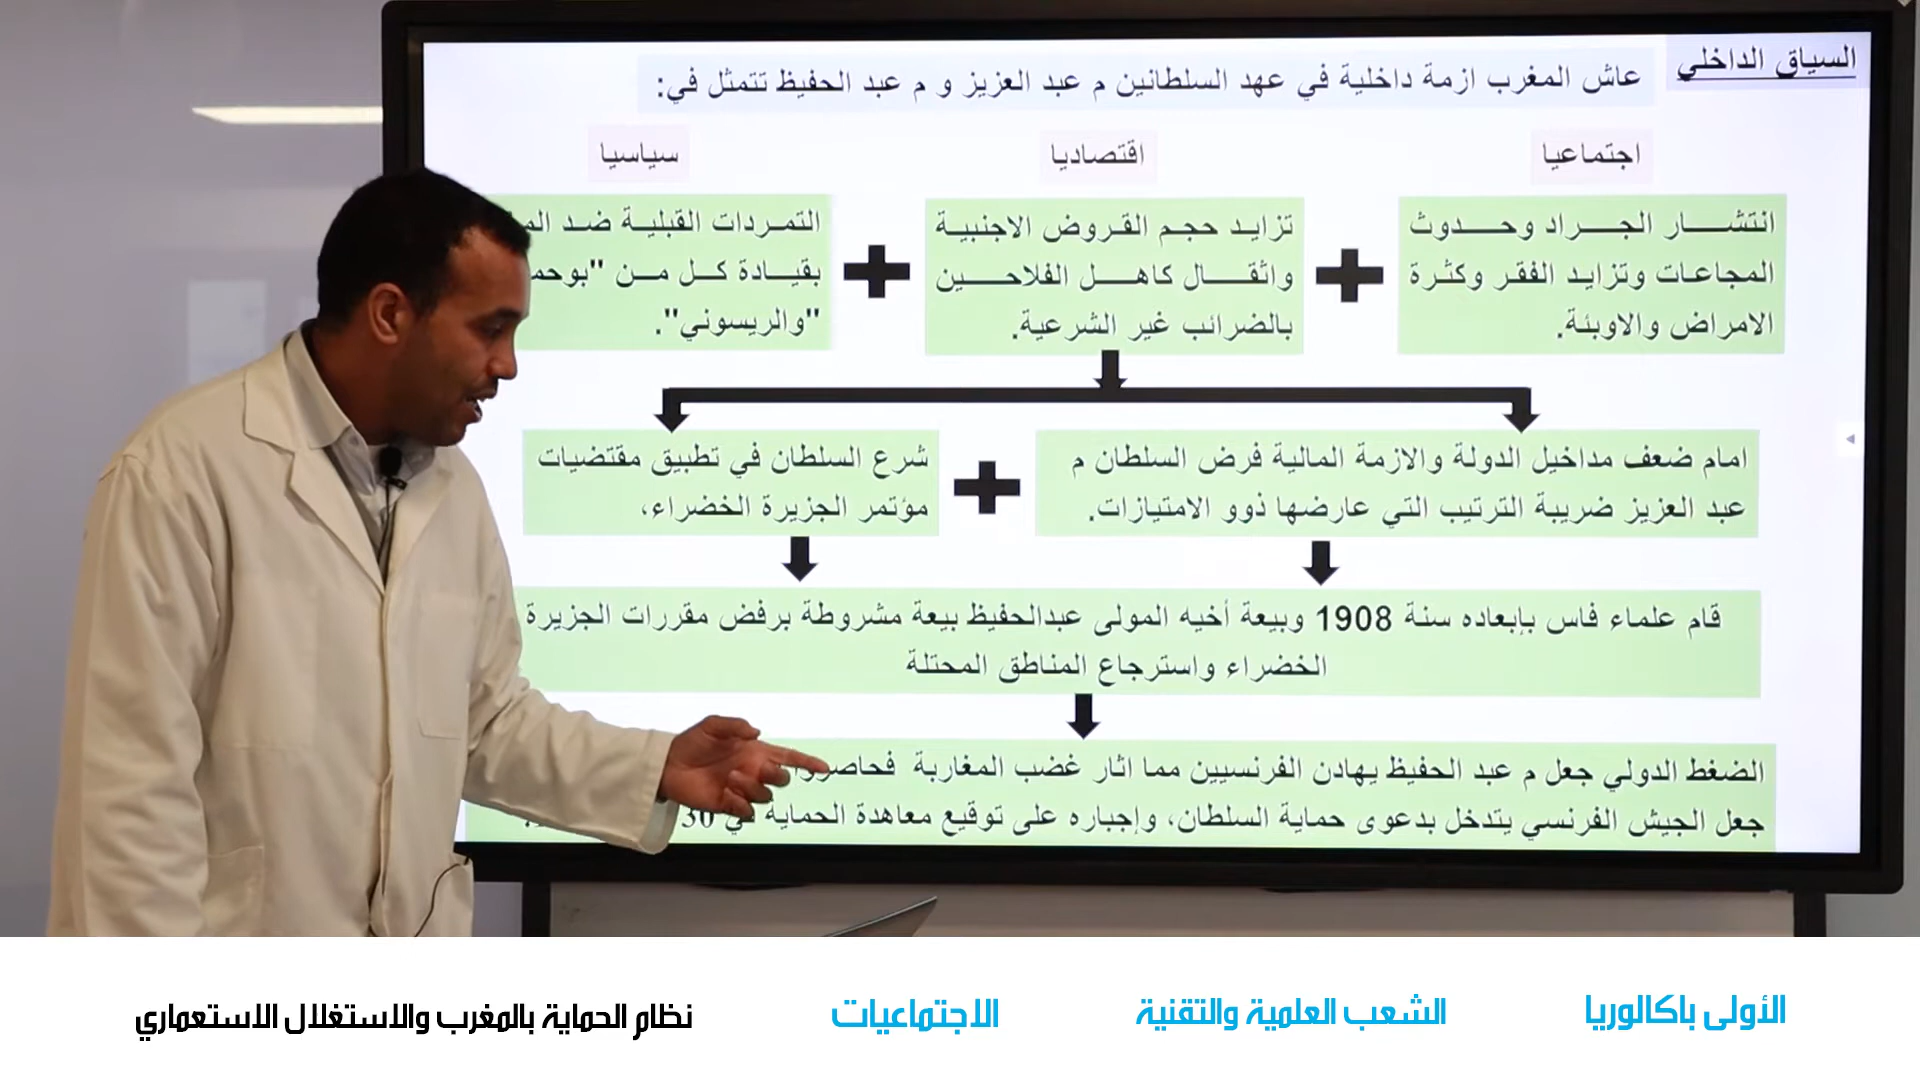 السياق الداخلي
عاش المغرب ازمة داخلية في عهد السلطانين م عبد العزيز و م عبد الحفيظ تتمثل في:
اجتماعيا
اقتصاديا
سياسيا
انتشار الجراد وحدوث
المجاعات وتزايد الفقر وكثرة
الامراض والاوبئة.
تزايد حجم القروض الاجنبية
واثقال كاهل الفلاحين
بالضرائب غير الشرعية.
التمردات القبلية ضد
بقيادة كل من
"والريسوني".
امام ضعف مداخيل الدولة والازمة المالية فرض السلطان م
عبد العزيز ضريبة الترتيب التي عارضها ذوو الامتيازات.
شرع السلطان في تطبيق مقتضيات
مؤتمر الجزيرة الخضراء،
قام علماء فاس بإبعاده سنة 1908 وبيعة أخيه المولى عبدالحفيظ بيعة مشروطة برفض مقررات الجزيرة
الخضراء واسترجاع المناطق المحتلة
الضغط الدولي جعل م عبد الحفيظ يهادن الفرنسيين مما اثار غضب المغاربة
جعل الجيش الفرنسي يتدخل بدعوى حماية السلطان، وإجباره على توقيع معاهدة الحماية في 30
الأولى باكالوريا
الشعب العلمية والتقنية
الاجتماعيات
نظام الحماية بالمغرب والاستغلال الاستعماري